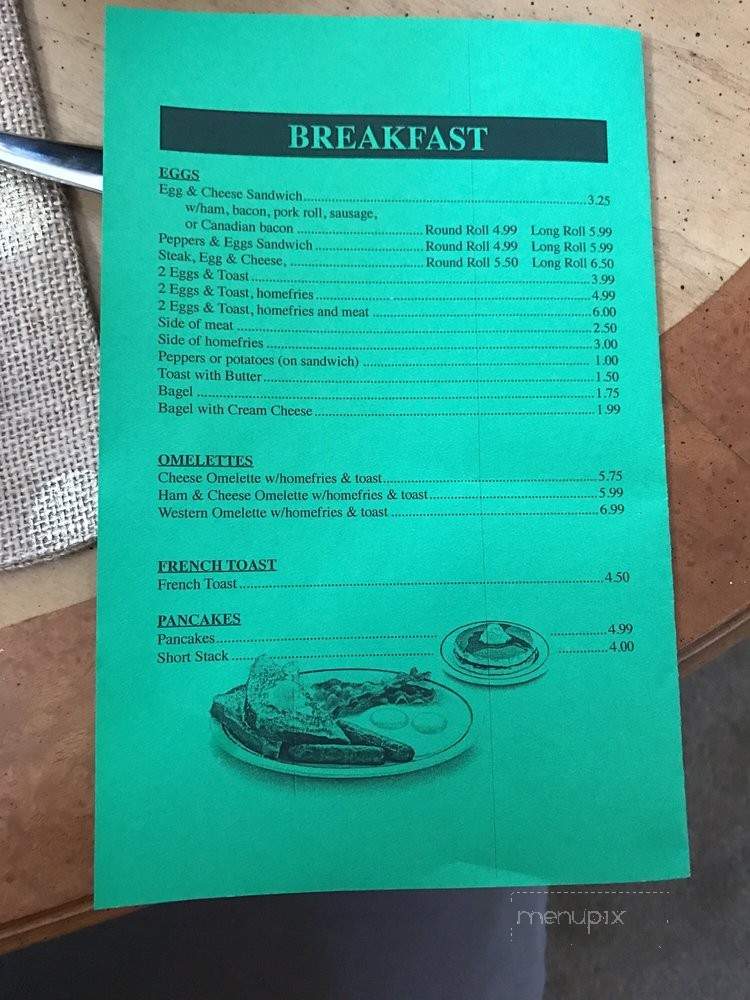 BREAKFAST
EGGS
Egg & Cheese Sandwich 3.25
w/ham, bacon, pork roll, sausage,
or Canadian bacon Round Roll 4.99 Long Roll 5.99
Peppers & Eggs Sandwich Round Roll 4.99 Long Roll 5.99
Steak, Egg & Cheese, Round Roll 5.50 Long Roll 6.50
2 Eggs & Toast 3.99
2 Eggs & Toast, homefries 4.99
2 Eggs & Toast, homefries and meat 6.00
Side of meat 2.50
Side of homefries 3.00
Peppers or potatoes (on sandwich) 1.00
Toast with Butter 1.50
Bagel 1.75
Bagel with Cream Cheese 1.99
OMELETTES
Cheese Omelette w/homefries & toast 5.75
Ham & Cheese Omelette w/homefries & toast 5.99
Western Omelette w/homefries & toast 6.99
FRENCH TOAST
French Toast 4.50
PANCAKES
Pancakes 4.99
Short Stack 4.00
menupix